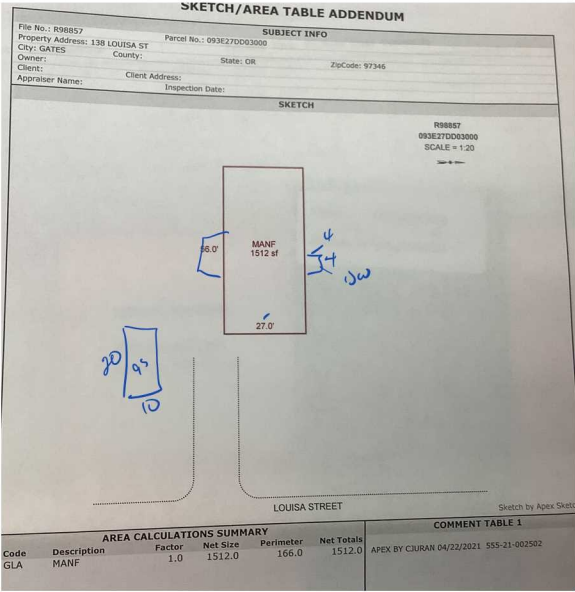 SKETCH/AREA TABLE ADDENDUM
SUBJECT INFO
File No.: R98857 Parcel No.: 093E27DD03000
Property Address: 138 LOUISA ST
City: GATES County: State: OR ZipCode: 97346
Owner:
Client: Client Address:
Appraiser Name: Inspection Date:
SKETCH
R98857
093E27DD03000
SCALE = 1:20
MANF
1512 sf
56.0'
4
4
27.0'
20
10
LOUISA STREET
Sketch by Apex Sketc
AREA CALCULATIONS SUMMARY
Code Description Factor Net Size Perimeter Net Totals
GLA MANF 1.0 1512.0 166.0 1512.0
COMMENT TABLE 1
APEX BY CJURAN 04/22/2021 555-21-002502